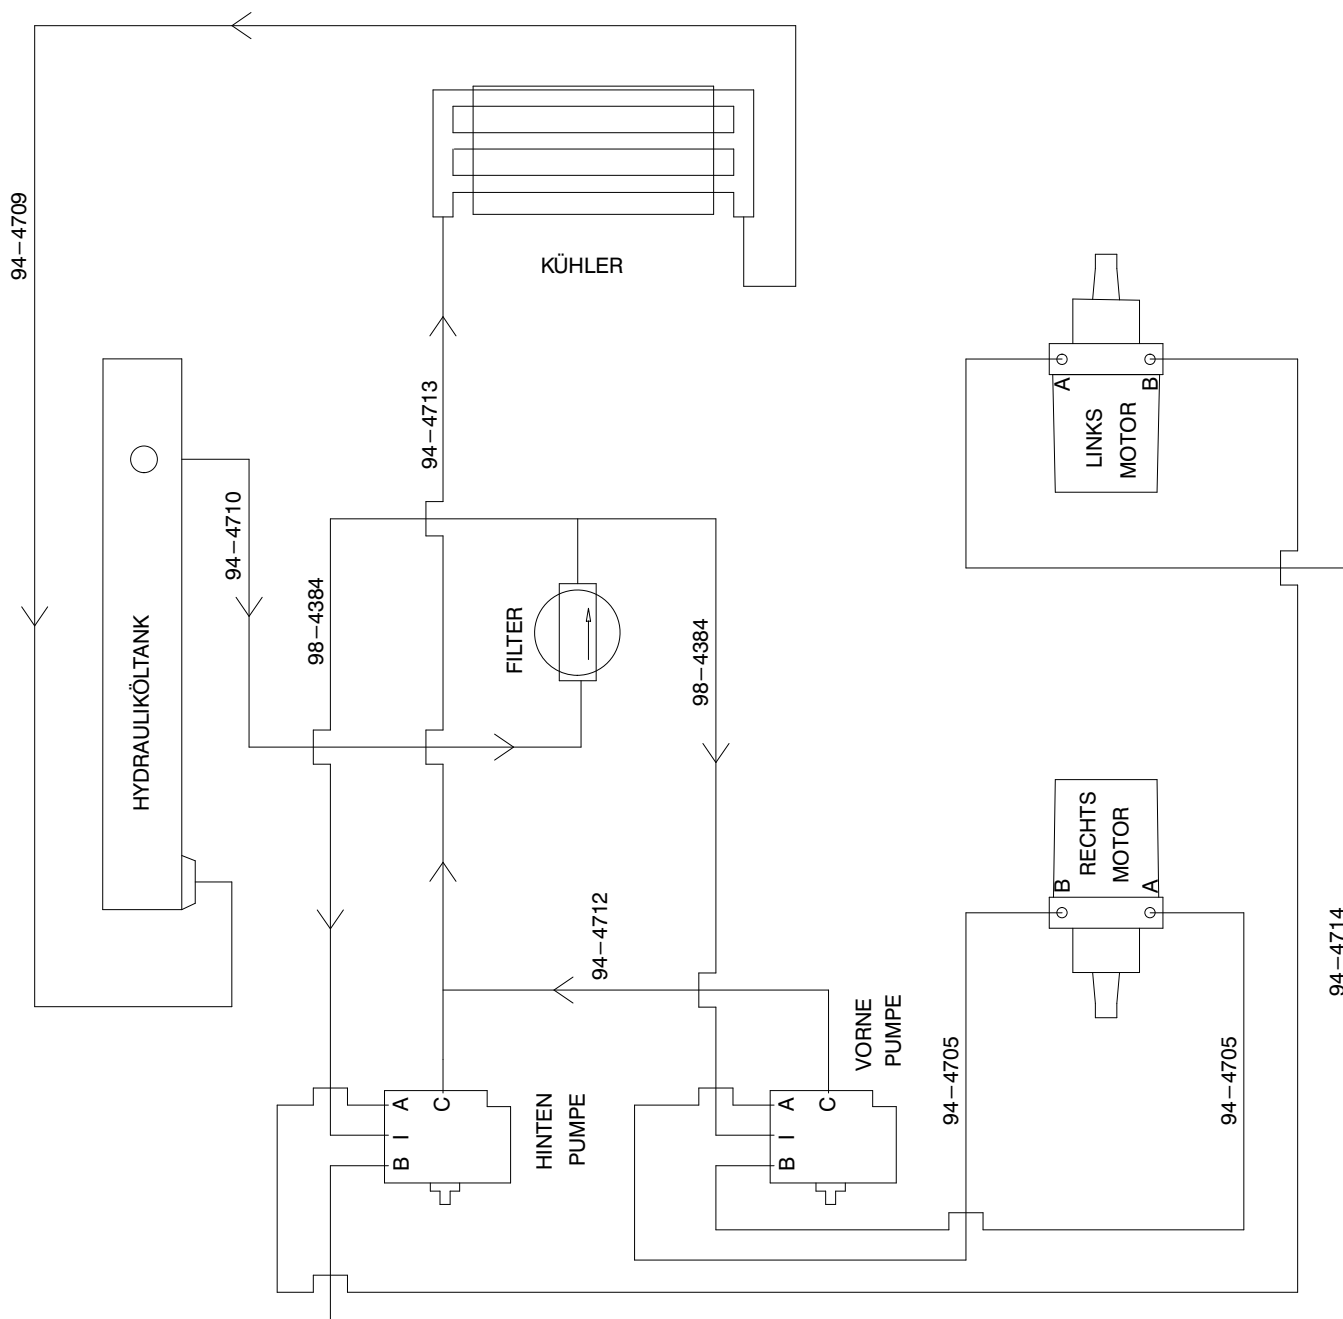 94–4709
KÜHLER
94–4713
94–4710
98–4384
HYDRAULIKÖLTANK
FILTER
98–4384
A
B
LINKS
MOTOR
B
A
RECHTS
MOTOR
94–4712
94–4714
VORNE
PUMPE
94–4705
94–4705
A
I
B
C
HINTEN
PUMPE
A
I
B
C